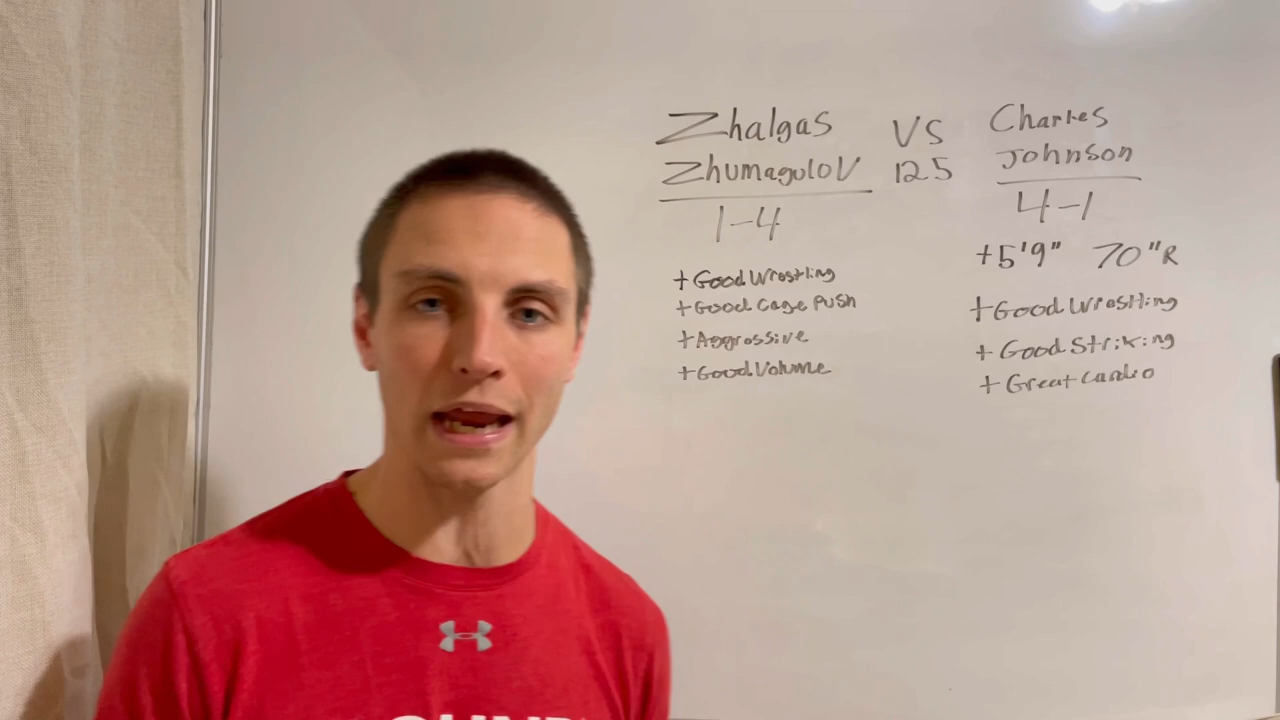 Zhalgas VS Charles
Zhumagulov 125 Johnson
1-4 4-1
+5'9" 70"R
+Good Wrestling
+Good Cage Push
+Aggressive
+Good Volume
+Good Wrestling
+Good Striking
+Great Cardio